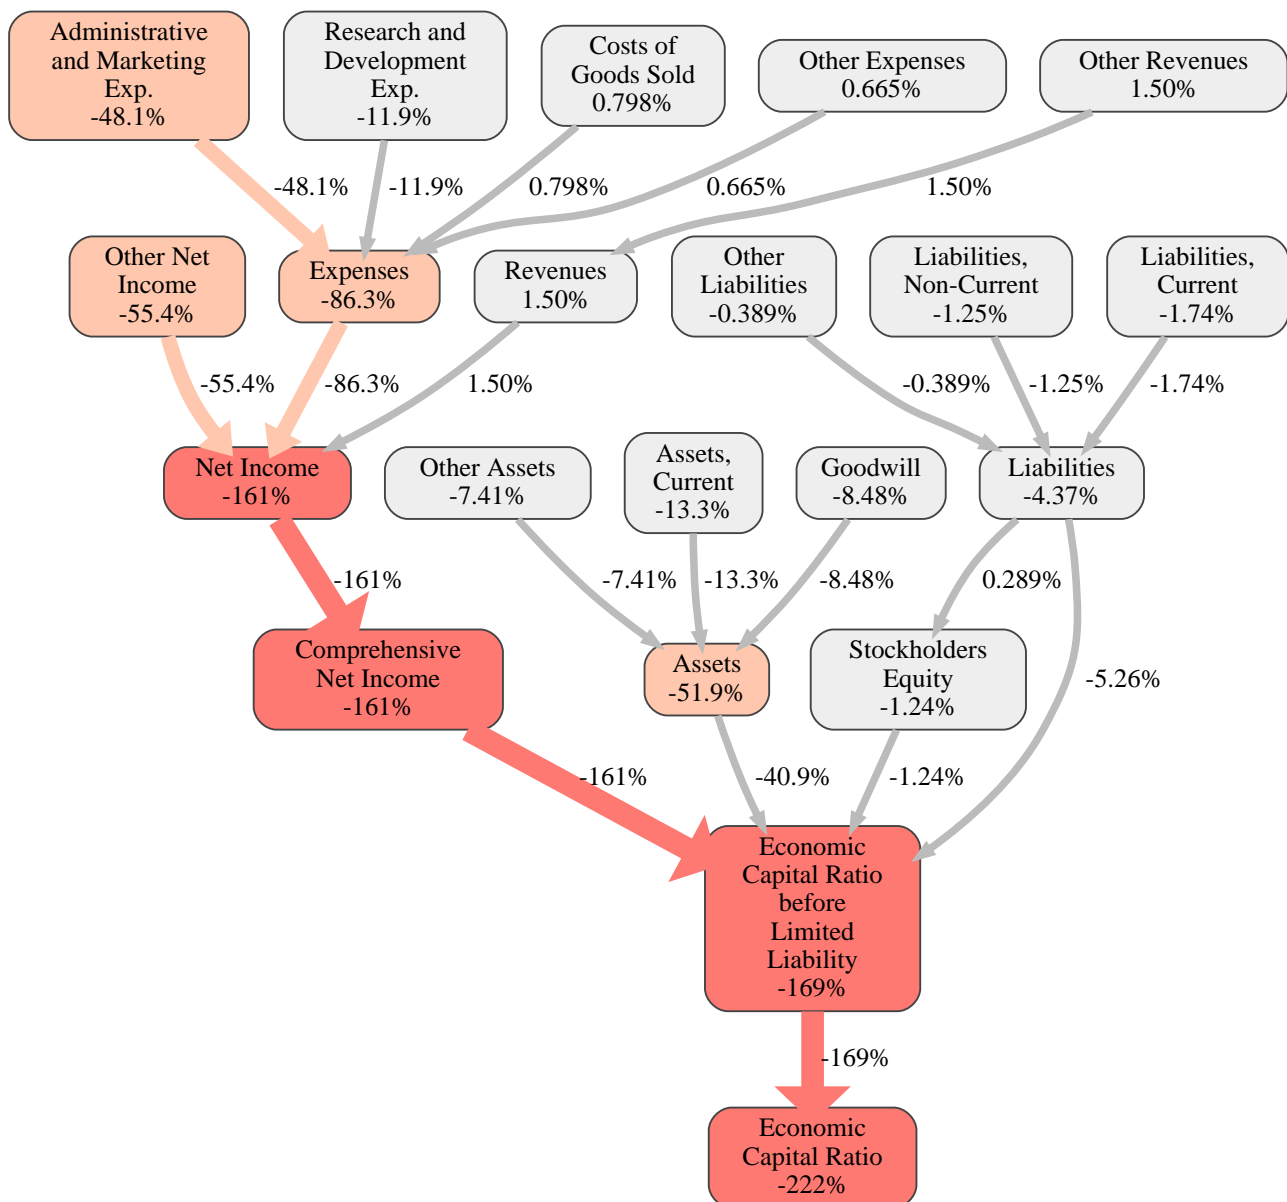 Administrative
and Marketing
Exp.
-48.1%
Research and
Development
Exp.
-11.9%
Costs of
Goods Sold
0.798%
Other Expenses
0.665%
Other Revenues
1.50%
-48.1%
-11.9%
0.798%
0.665%
1.50%
Other Net
Income
-55.4%
Expenses
-86.3%
Revenues
1.50%
Other
Liabilities
-0.389%
Liabilities,
Non-Current
-1.25%
Liabilities,
Current
-1.74%
-55.4%
-86.3%
1.50%
-0.389%
-1.25%
-1.74%
Net Income
-161%
Other Assets
-7.41%
Assets,
Current
-13.3%
Goodwill
-8.48%
Liabilities
-4.37%
-161%
-7.41%
-13.3%
-8.48%
0.289%
-5.26%
Comprehensive
Net Income
-161%
Assets
-51.9%
Stockholders
Equity
-1.24%
-161%
-40.9%
-1.24%
Economic
Capital Ratio
before
Limited
Liability
-169%
-169%
Economic
Capital Ratio
-222%